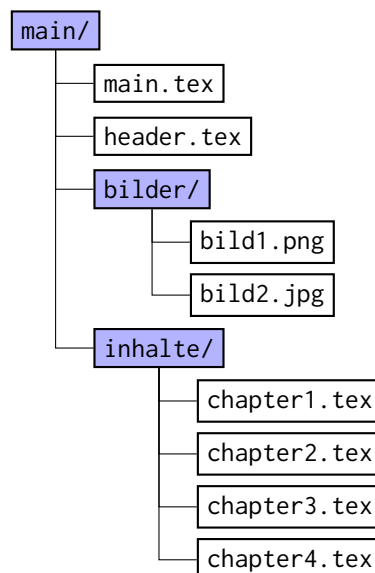 main/
main.tex
header.tex
bilder/
bild1.png
bild2.jpg
inhalte/
chapter1.tex
chapter2.tex
chapter3.tex
chapter4.tex